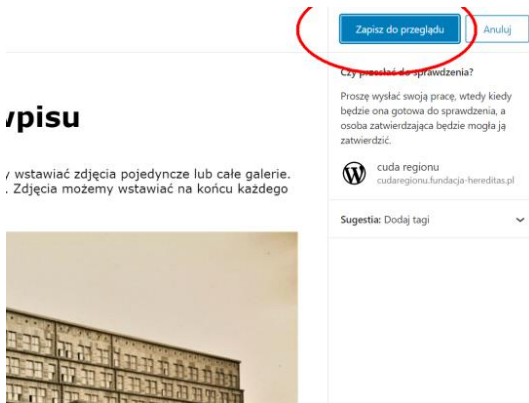 Zapisz do przeglądu
Anuluj
Czy przesłać do sprawdzenia?
Proszę wysłać swoją pracę, wtedy kiedy
będzie ona gotowa do sprawdzenia, a
osoba zatwierdzająca będzie mogła ją
zatwierdzić.
cuda regionu
cudaregionu.fundacja-hereditas.pl
Sugestia: Dodaj tagi
wpisu
y wstawiać zdjęcia pojedyncze lub całe galerie.
. Zdjęcia możemy wstawiać na końcu każdego